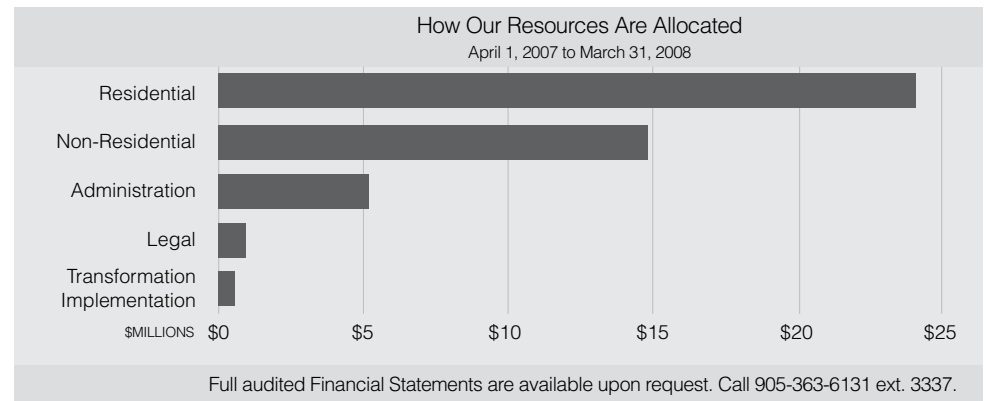 How Our Resources Are Allocated
April 1, 2007 to March 31, 2008
Residential
Non-Residential
Administration
Legal
Transformation
Implementation
$MILLIONS $0 $5 $10 $15 $20 $25
Full audited Financial Statements are available upon request. Call 905-363-6131 ext. 3337.